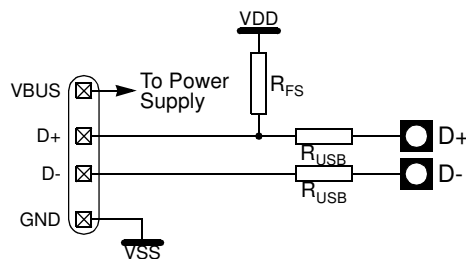 VDD
VBUS
To Power
Supply
RFS
D+
D+
RUSB
D-
D-
RUSB
GND
VSS